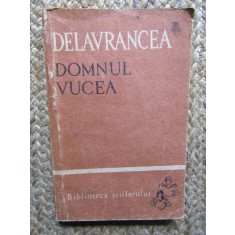 DELAVRANCEA
DOMNUL
VUCEA
Biblioteca școlarului